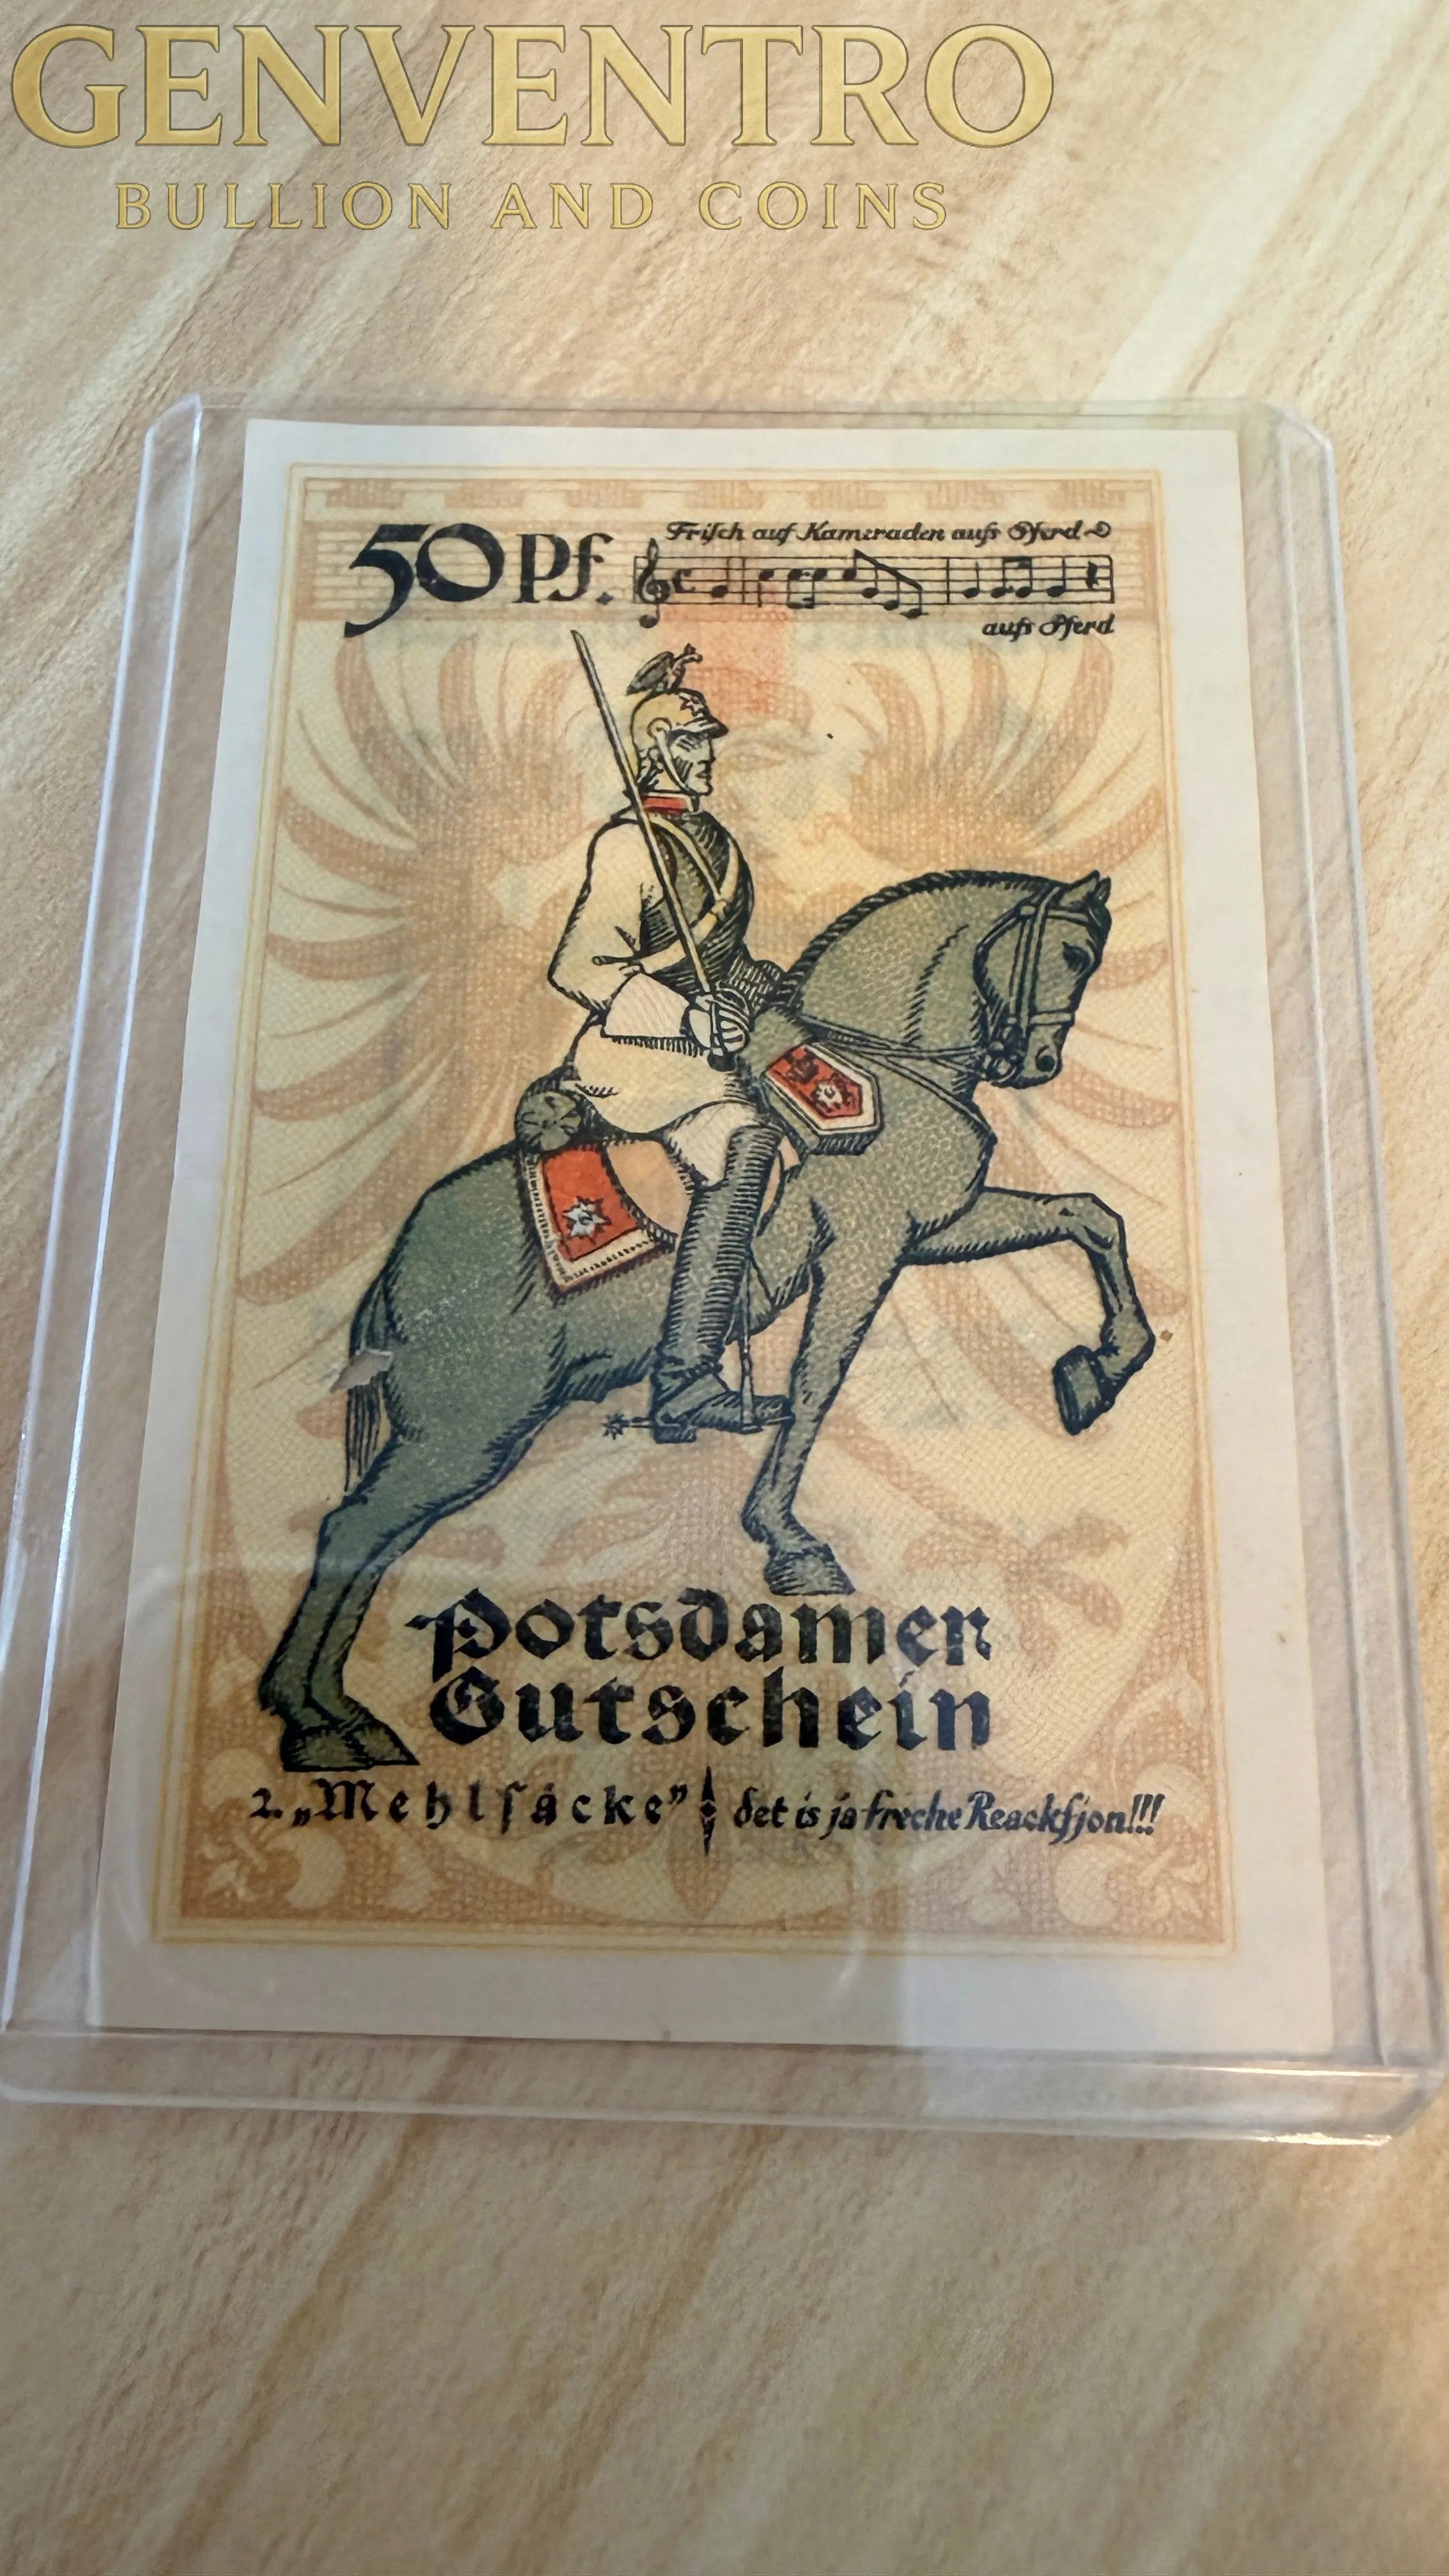 GENVENTRO
BULLION AND COINS
50 Pf.
Frisch auf Kameraden aufs Pferd
aufs Pferd
Potsdamer
Gutschein
2. „Mehlsäcke” det is ja freche Reackfjon!!!